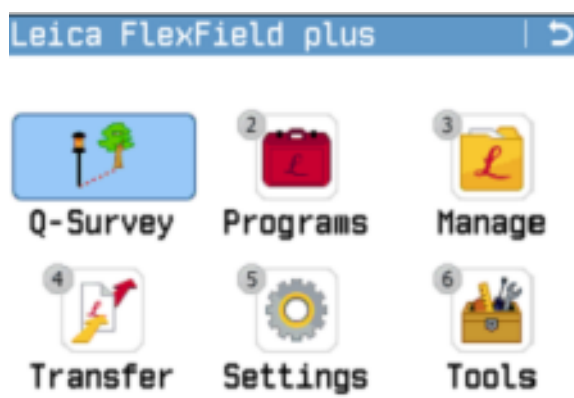 Leica FlexField plus
2 3
Q-Survey Programs Manage
4 5 6
Transfer Settings Tools